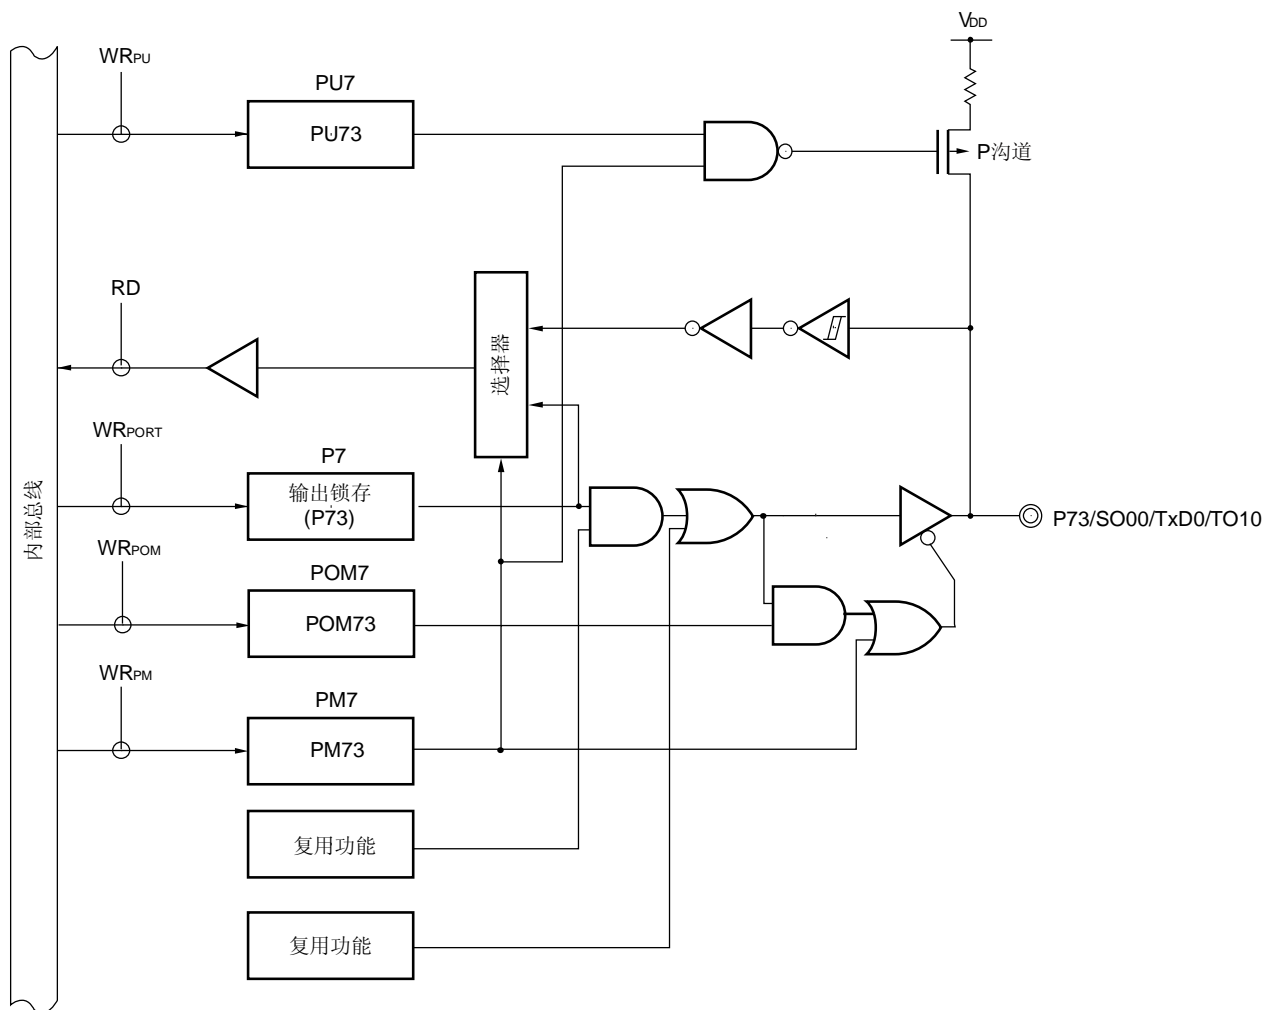 VDD
WRPU
PU7
PU73
P沟道
RD
选择器
WRPORT
P7
输出锁存
(P73)
P73/SO00/TxD0/TO10
内部总线
WRPOM
POM7
POM73
WRPM
PM7
PM73
复用功能
复用功能